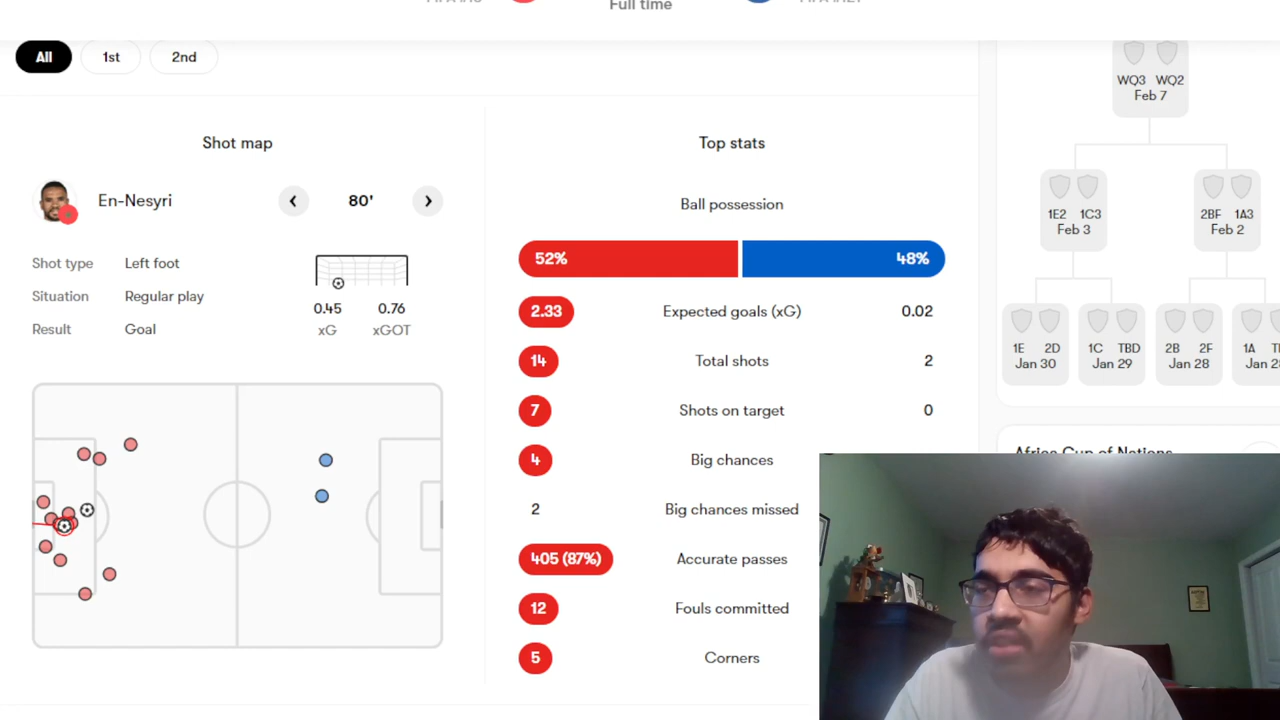 Full time
All 1st 2nd
Shot map
En-Nesyri 80'
Shot type Left foot
Situation Regular play
Result Goal
0.45 0.76
xG xGOT
Top stats
Ball possession
52% 48%
2.33 Expected goals (xG) 0.02
14 Total shots 2
7 Shots on target 0
4 Big chances
2 Big chances missed
405 (87%) Accurate passes
12 Fouls committed
5 Corners
WQ3 WQ2
Feb 7
1E2 1C3
Feb 3
2BF 1A3
Feb 2
1E 2D
Jan 30
1C TBD
Jan 29
2B 2F
Jan 28
1A
Jan
Africa Cup of Nations